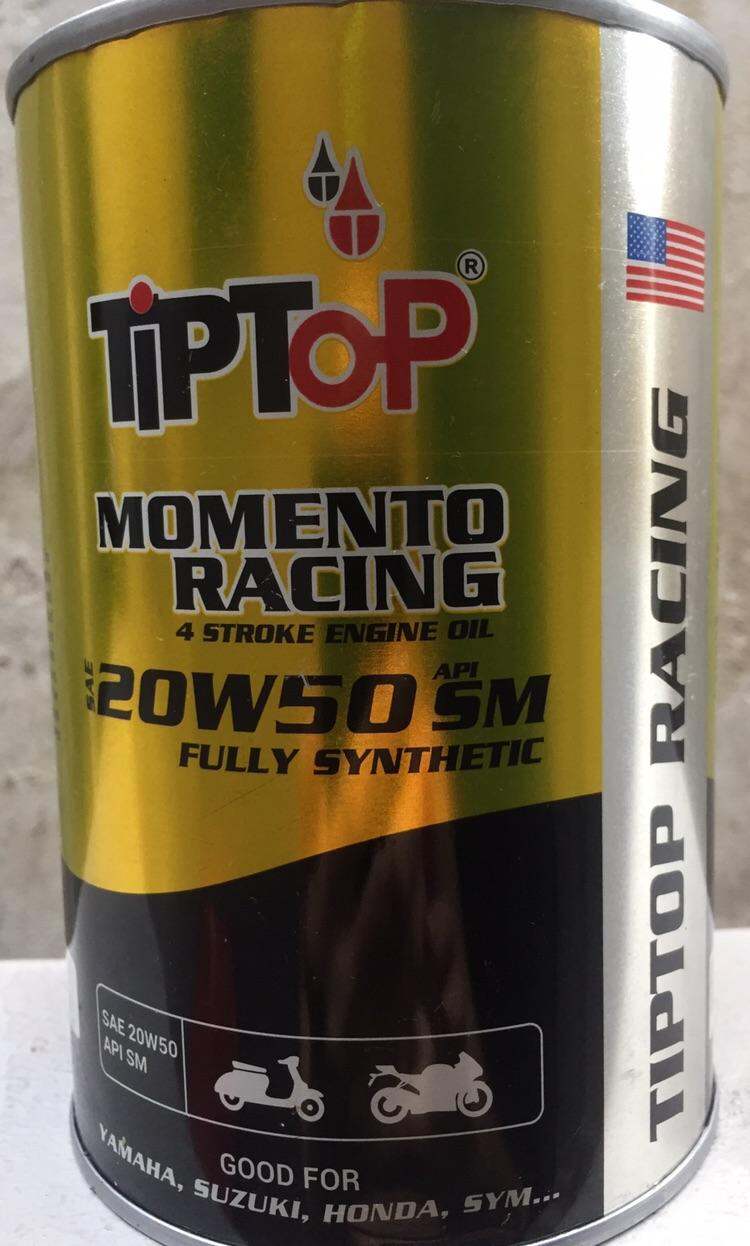 TiPToP®
MOMENTO
RACING
4 STROKE ENGINE OIL
SAE 20W50 API SM
FULLY SYNTHETIC
SAE 20W50
API SM
GOOD FOR
YAMAHA, SUZUKI, HONDA, SYM...
TIPTOP RACING